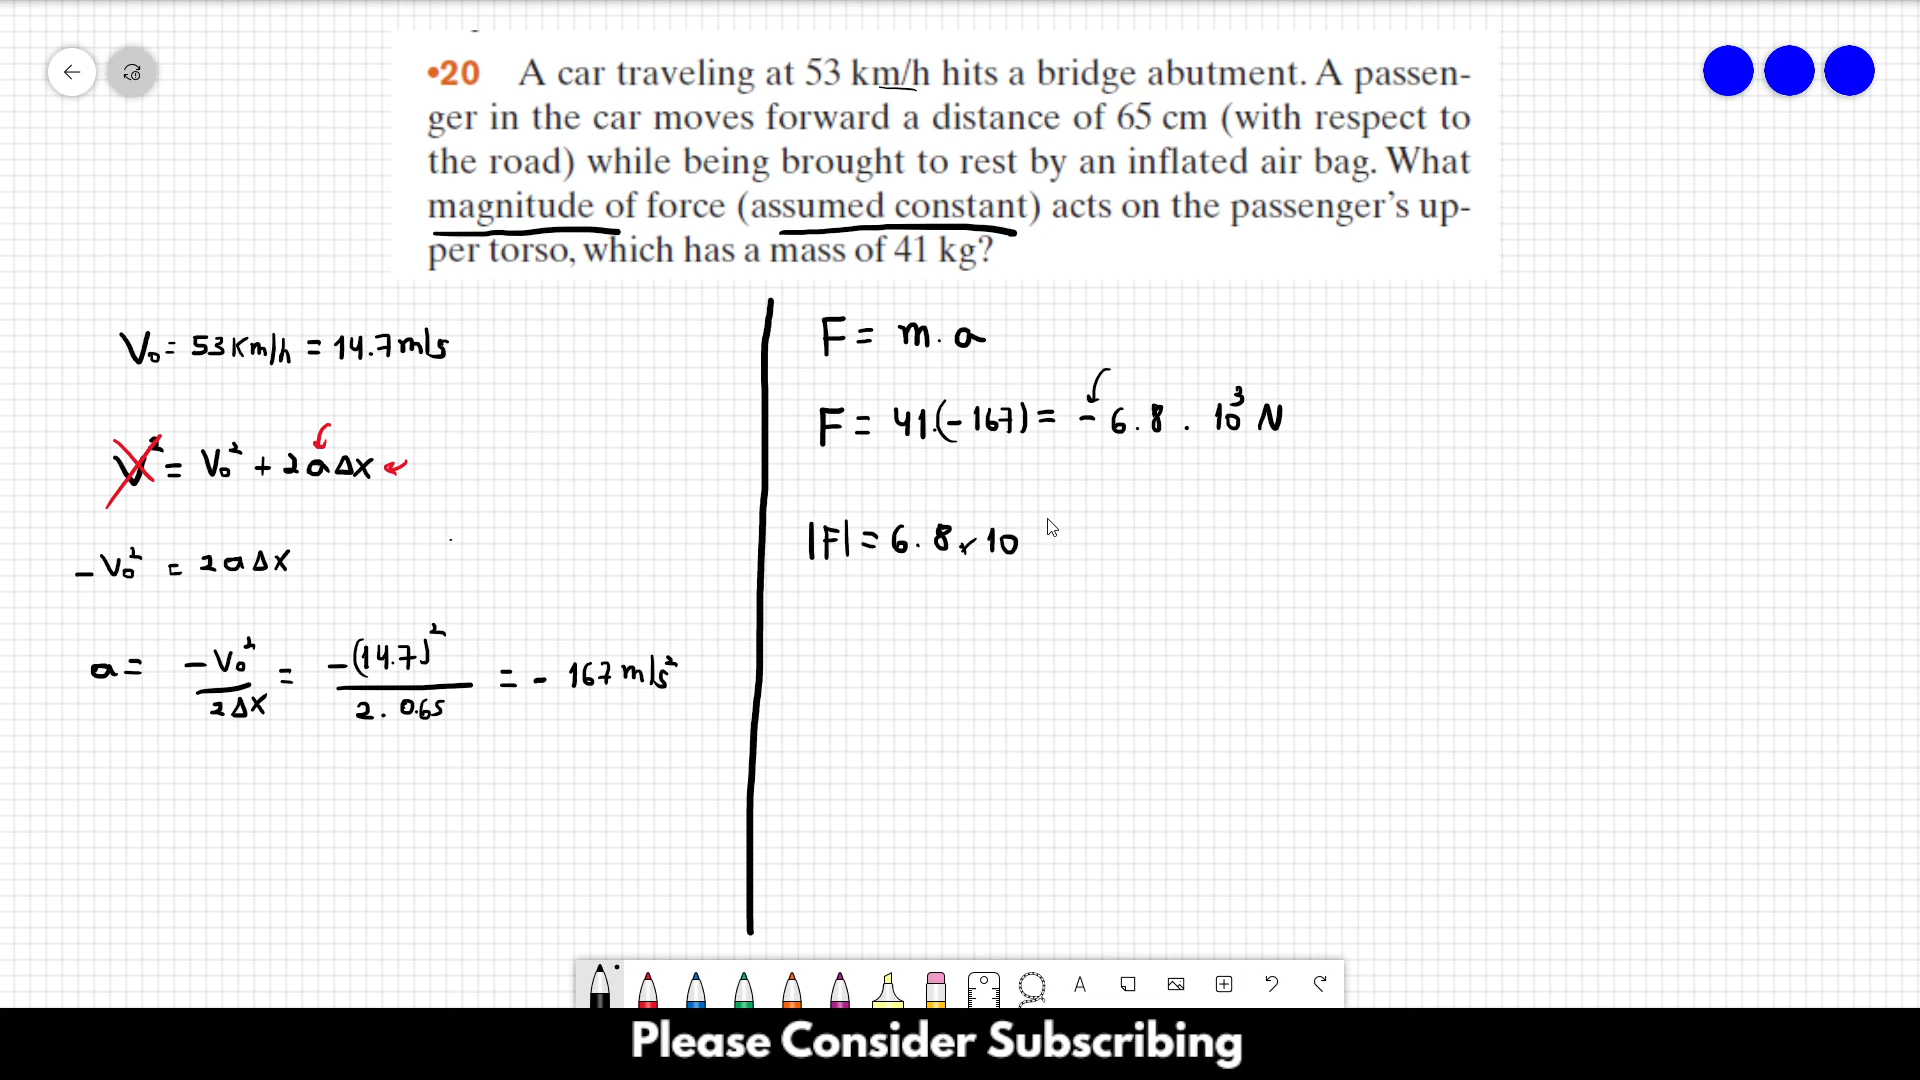 •20 A car traveling at 53 km/h hits a bridge abutment. A passen-
ger in the car moves forward a distance of 65 cm (with respect to
the road) while being brought to rest by an inflated air bag. What
magnitude of force (assumed constant) acts on the passenger's up-
per torso, which has a mass of 41 kg?
V₀ = 53 Km/h = 14.7 m/s
V² = V₀² + 2aΔx
-V₀² = 2aΔx
a = -V₀²/2Δx = -(14.7)²/2.0.65 = - 167 m/s²
F = m.a
F = 41.(-167) = -6.8 . 10³ N
|F| = 6.8 x 10
A
Please Consider Subscribing